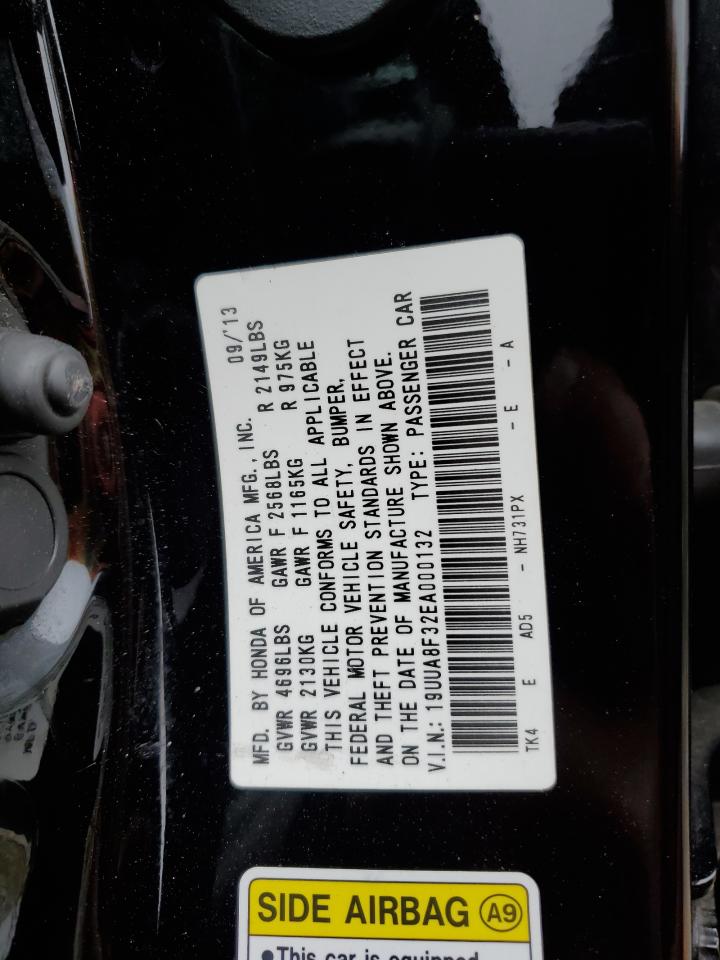 MFD. BY HONDA OF AMERICA MFG., INC. 09/'13
GVWR 4696LBS GAWR F 2568LBS R 2149LBS
GVWR 2130KG GAWR F 1165KG R 975KG
THIS VEHICLE CONFORMS TO ALL APPLICABLE
FEDERAL MOTOR VEHICLE SAFETY, BUMPER,
AND THEFT PREVENTION STANDARDS IN EFFECT
ON THE DATE OF MANUFACTURE SHOWN ABOVE.
V.I.N.: 19UUA8F32EA000132 TYPE: PASSENGER CAR
TK4 E AD5 - NH731PX - E - A
SIDE AIRBAG A9
•This car is equipped